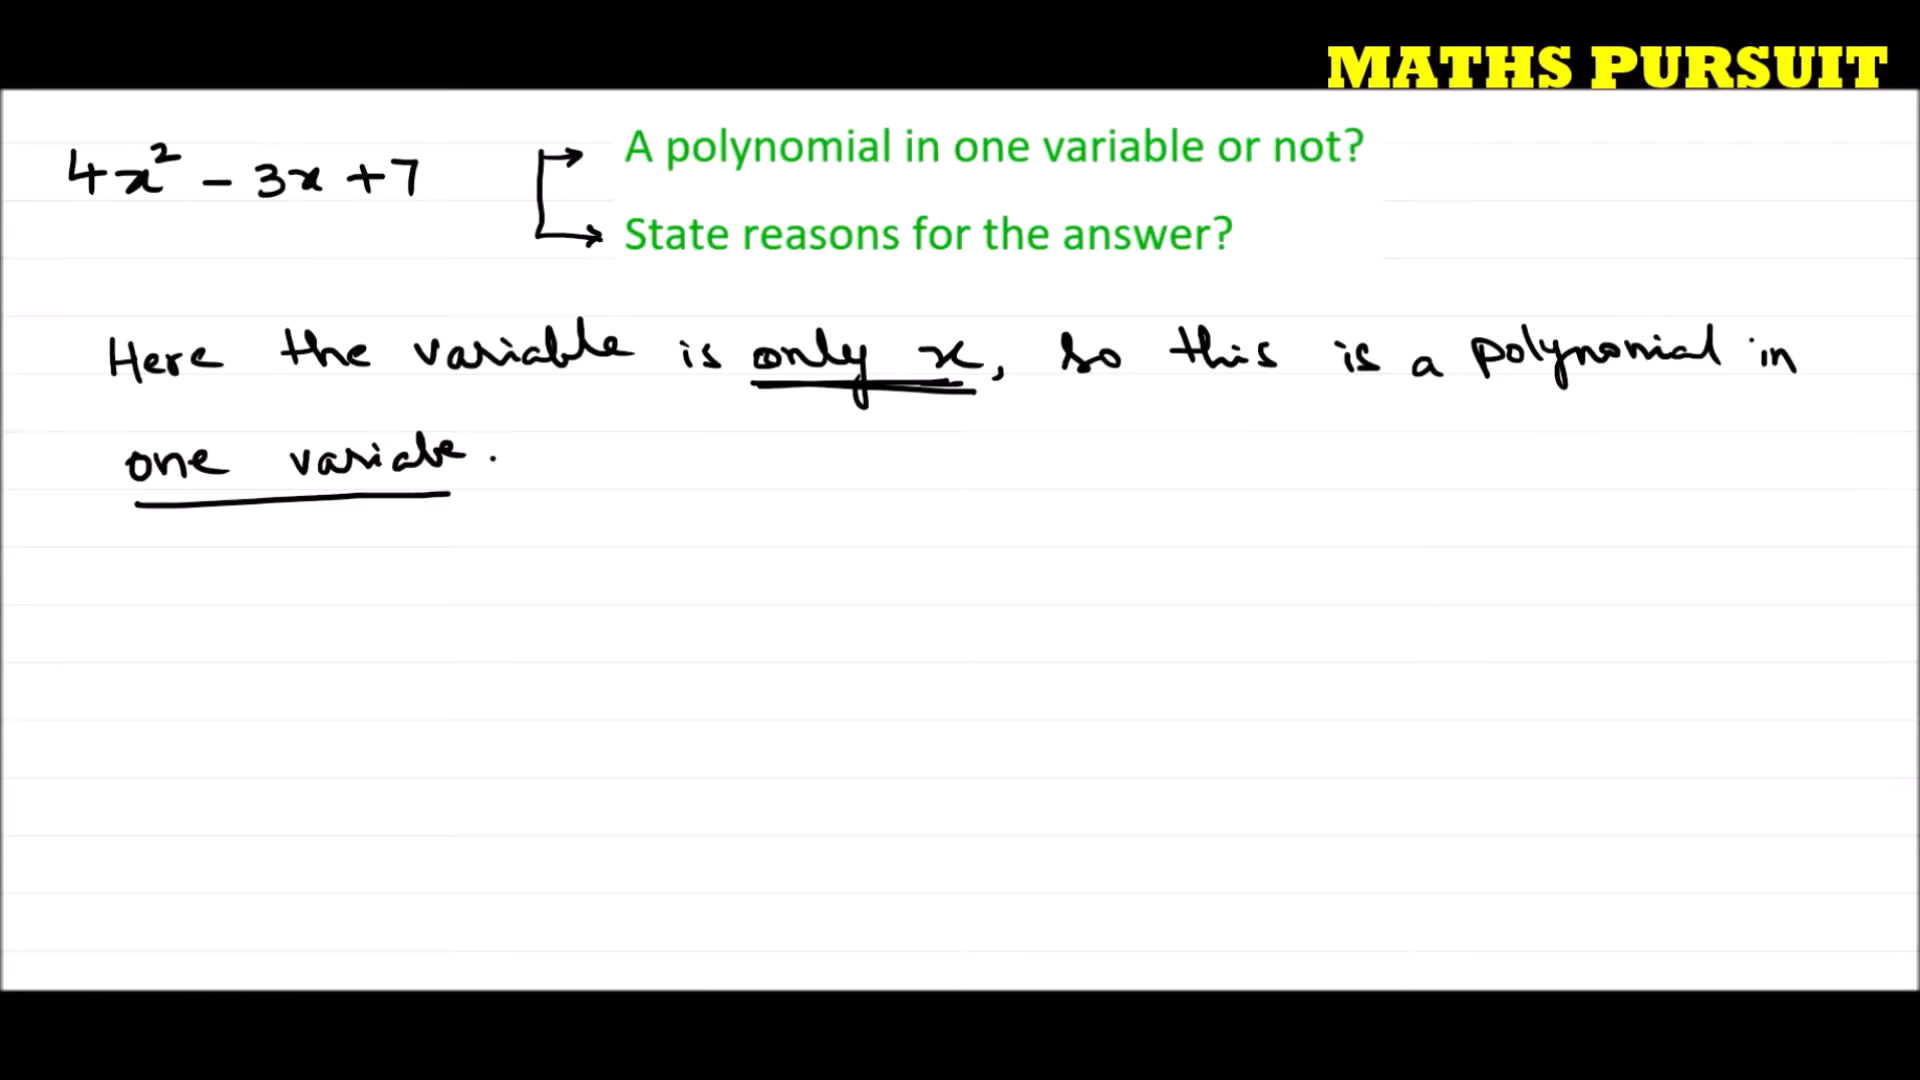 MATHS PURSUIT
4x² - 3x + 7
A polynomial in one variable or not?
State reasons for the answer?
Here the variable is only x, so this is a polynomial in
one variabe.